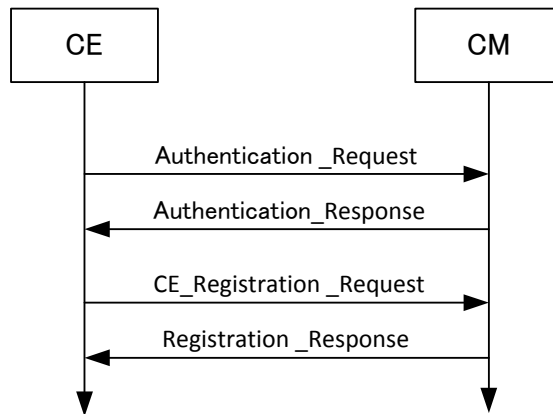 CE
CM
Authentication _Request
Authentication_Response
CE_Registration _Request
Registration _Response